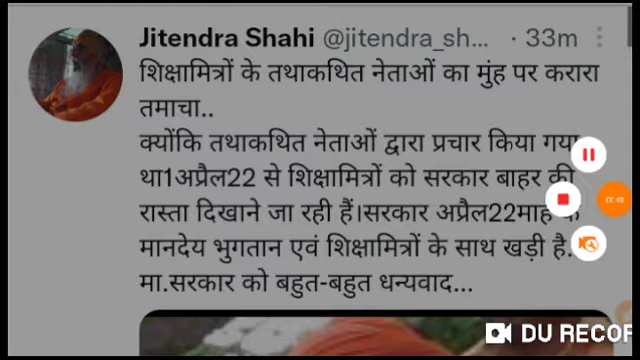 Jitendra Shahi @jitendra_sh... · 33m
शिक्षामित्रों के तथाकथित नेताओं का मुंह पर करारा
तमाचा..
क्योंकि तथाकथित नेताओं द्वारा प्रचार किया गया
था1अप्रैल22 से शिक्षामित्रों को सरकार बाहर की
रास्ता दिखाने जा रही हैं।सरकार अप्रैल22माह के
मानदेय भुगतान एवं शिक्षामित्रों के साथ खड़ी है.
मा.सरकार को बहुत-बहुत धन्यवाद...
DU RECOR